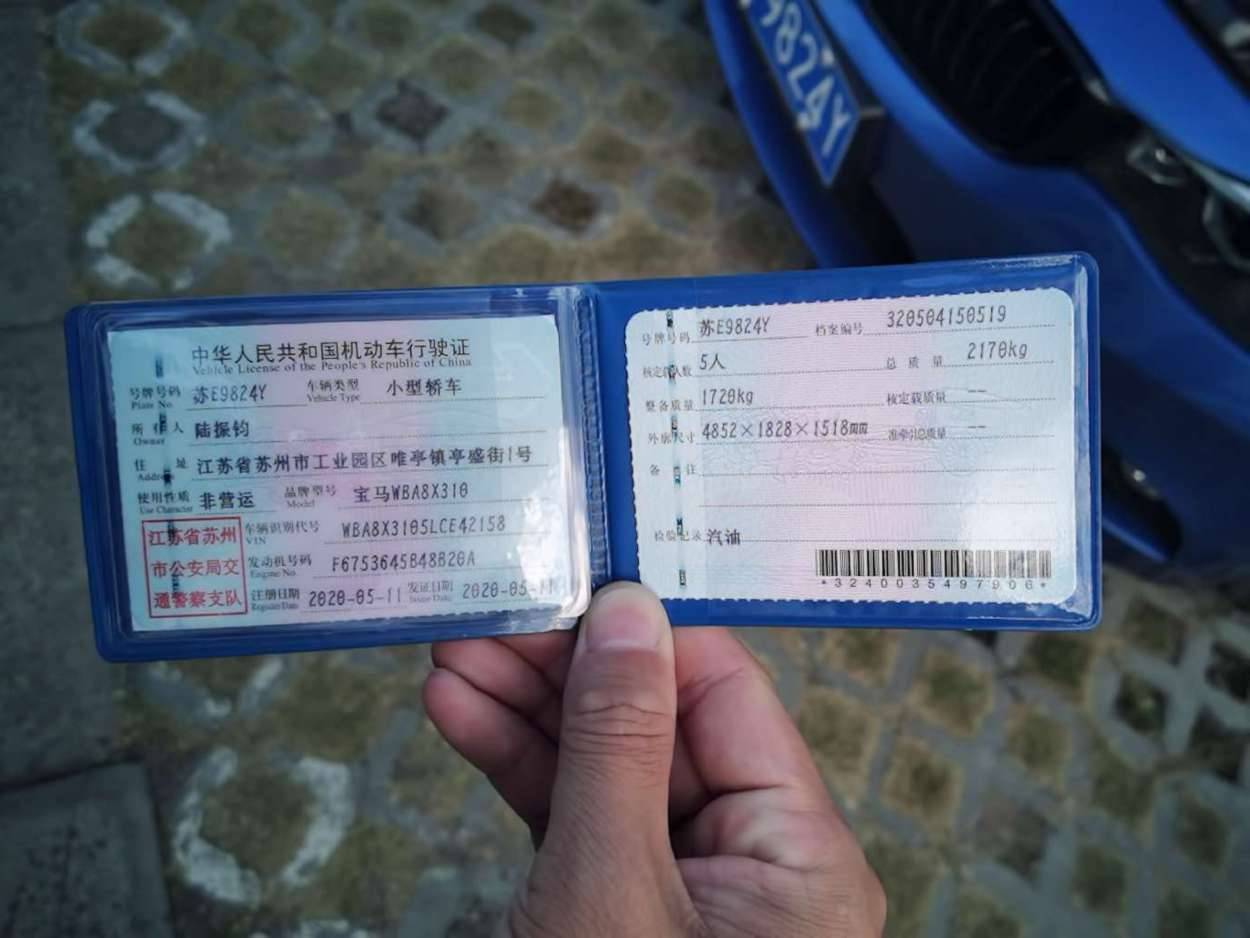 9824Y
中华人民共和国机动车行驶证
Vehicle License of the People's Republic of China
号牌号码 苏E9824Y 车辆类型 小型轿车
Plate No. Vehicle Type
所有人 陆振钧
Owner
住 址 江苏省苏州市工业园区唯亭镇亭盛街1号
Address
使用性质 非营运 品牌型号 宝马WBA8X310
Use Character Model
江苏省苏州
市公安局交
通警察支队
车辆识别代号 WBA8X3105LCE42158
VIN
发动机号码 F6753645B48B20A
Engine No.
注册日期 2020-05-11 发证日期 2020-05-11
Register Date Issue Date
号牌号码 苏E9824Y 档案编号 320504150519
核定载人数 5人 总 质 量 2170kg
整备质量 1720kg 核定载质量 --
外廓尺寸 4852×1828×1518mm 准牵引总质量 --
备 注
检验记录 汽油
*3240035497906*